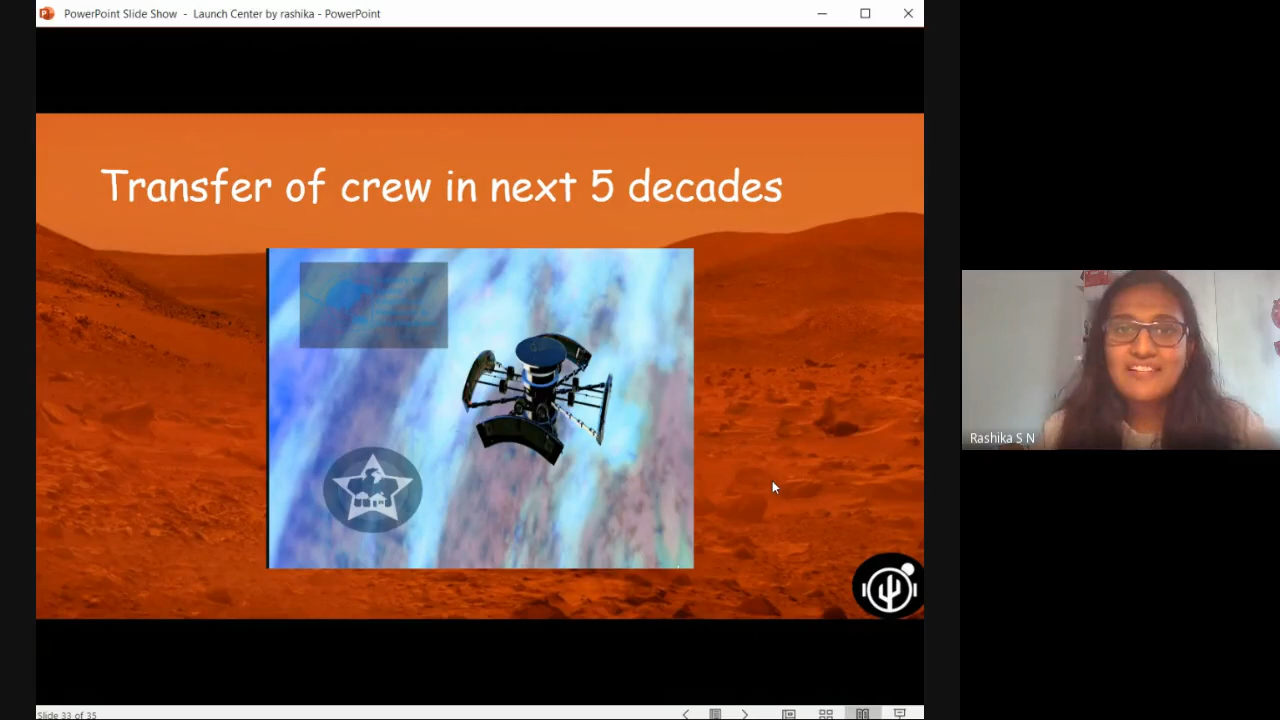 PowerPoint Slide Show - Launch Center by rashika - PowerPoint
Transfer of crew in next 5 decades
Rashika S N
Slide 33 of 35